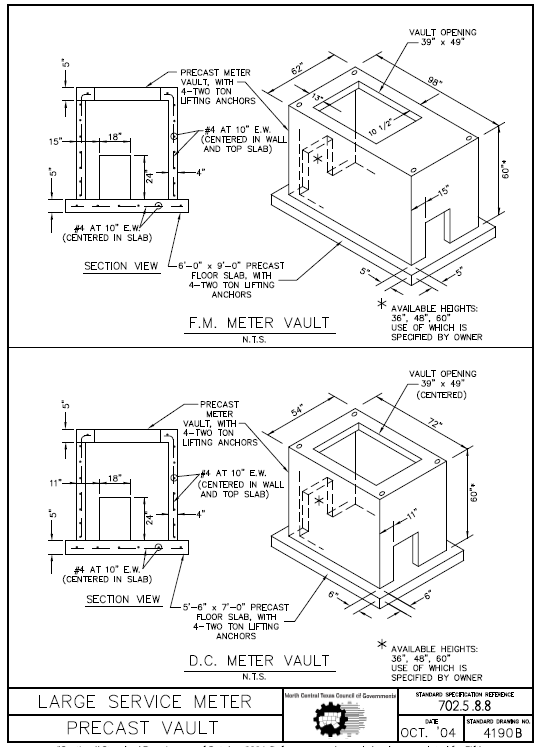 VAULT OPENING
39" x 49"
62"
98"
5"
PRECAST METER
VAULT, WITH
4-TWO TON
LIFTING ANCHORS
13"
10 1/2"
#4 AT 10" E.W.
(CENTERED IN WALL
AND TOP SLAB)
15"
18"
24"
4"
5"
60"*
15"
#4 AT 10" E.W.
(CENTERED IN SLAB)
SECTION VIEW
6'-0" x 9'-0" PRECAST
FLOOR SLAB, WITH
4-TWO TON LIFTING
ANCHORS
5"
5"
* AVAILABLE HEIGHTS:
36", 48", 60"
USE OF WHICH IS
SPECIFIED BY OWNER
F.M. METER VAULT
N.T.S.
VAULT OPENING
39" x 49"
(CENTERED)
54"
72"
5"
PRECAST
METER
VAULT, WITH
4-TWO TON
LIFTING ANCHORS
#4 AT 10" E.W.
(CENTERED IN WALL
AND TOP SLAB)
11"
18"
24"
4"
5"
60"*
11"
#4 AT 10" E.W.
(CENTERED IN SLAB)
SECTION VIEW
5'-6" x 7'-0" PRECAST
FLOOR SLAB, WITH
4-TWO TON LIFTING
ANCHORS
6"
6"
* AVAILABLE HEIGHTS:
36", 48", 60"
USE OF WHICH IS
SPECIFIED BY OWNER
D.C. METER VAULT
N.T.S.
LARGE SERVICE METER
PRECAST VAULT
North Central Texas Council of Governments
STANDARD SPECIFICATION REFERENCE
702.5.8.8
DATE
OCT. '04
STANDARD DRAWING NO.
4190B